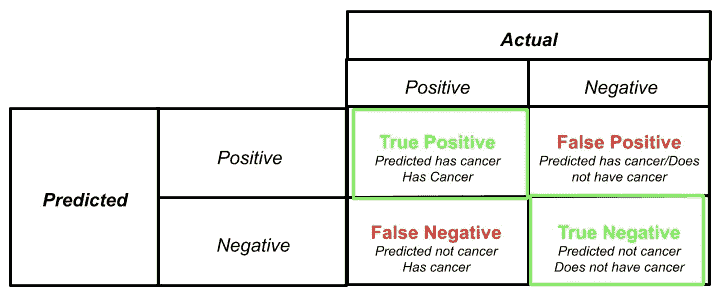 Actual
Positive
Negative
Predicted
Positive
True Positive
Predicted has cancer
Has Cancer
False Positive
Predicted has cancer/Does
not have cancer
Negative
False Negative
Predicted not cancer
Has cancer
True Negative
Predicted not cancer
Does not have cancer